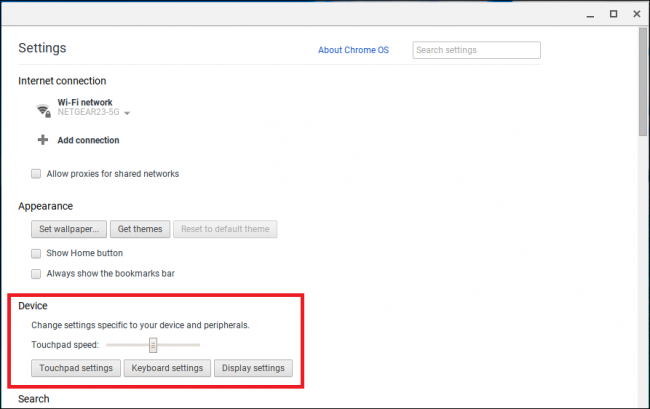 Settings
About Chrome OS
Search settings
Internet connection
Wi-Fi network
NETGEAR23-5G
Add connection
Allow proxies for shared networks
Appearance
Set wallpaper... Get themes Reset to default theme
Show Home button
Always show the bookmarks bar
Device
Change settings specific to your device and peripherals.
Touchpad speed:
Touchpad settings Keyboard settings Display settings
Search